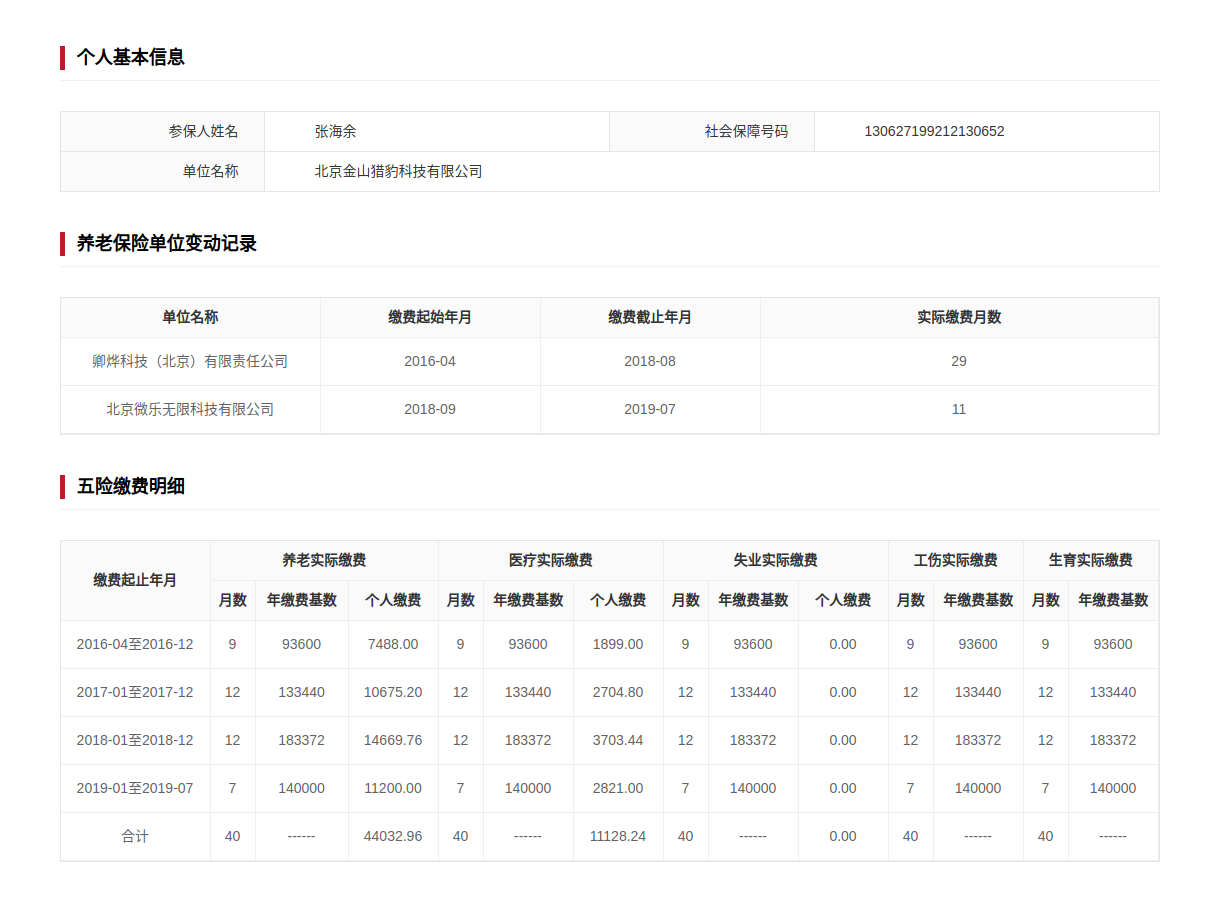 个人基本信息
参保人姓名 张海余 社会保障号码 130627199212130652
单位名称 北京金山猎豹科技有限公司
养老保险单位变动记录
单位名称 缴费起始年月 缴费截止年月 实际缴费月数
卿烨科技（北京）有限责任公司 2016-04 2018-08 29
北京微乐无限科技有限公司 2018-09 2019-07 11
五险缴费明细
缴费起止年月 养老实际缴费 医疗实际缴费 失业实际缴费 工伤实际缴费 生育实际缴费
月数 年缴费基数 个人缴费 月数 年缴费基数 个人缴费 月数 年缴费基数 个人缴费 月数 年缴费基数 月数 年缴费基数
2016-04至2016-12 9 93600 7488.00 9 93600 1899.00 9 93600 0.00 9 93600 9 93600
2017-01至2017-12 12 133440 10675.20 12 133440 2704.80 12 133440 0.00 12 133440 12 133440
2018-01至2018-12 12 183372 14669.76 12 183372 3703.44 12 183372 0.00 12 183372 12 183372
2019-01至2019-07 7 140000 11200.00 7 140000 2821.00 7 140000 0.00 7 140000 7 140000
合计 40 ------ 44032.96 40 ------ 11128.24 40 ------ 0.00 40 ------ 40 ------